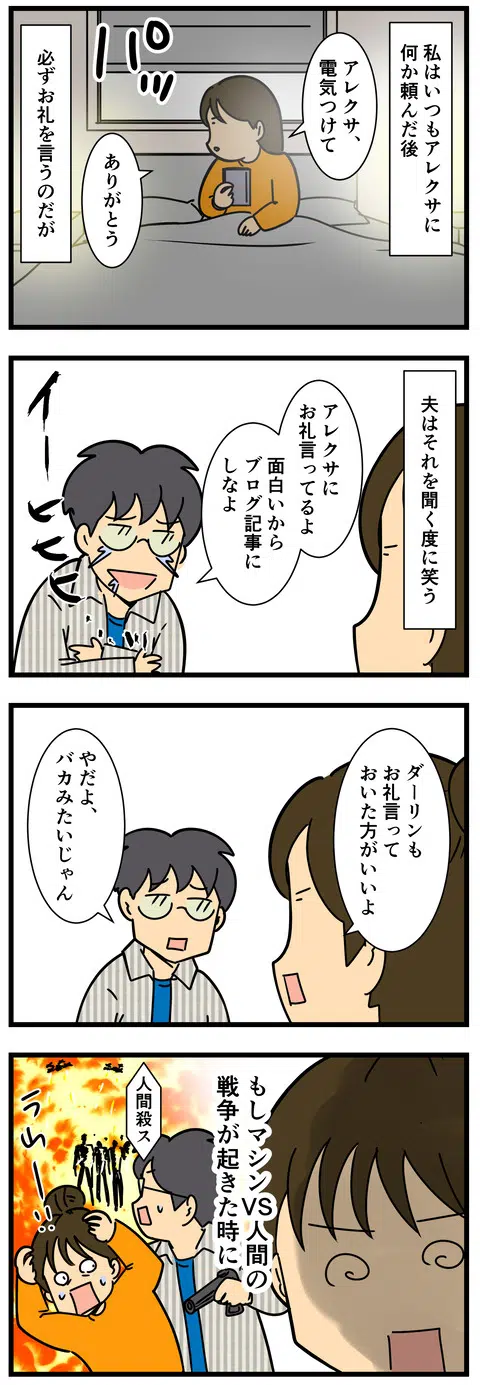 私はいつもアレクサに
何か頼んだ後
アレクサ、
電気つけて
パッ
ありがとう
必ずお礼を言うのだが
夫はそれを聞く度に笑う
アレクサに
お礼言ってるよ
面白いから
ブログ記事に
しなよ
イー
ヒヒヒ
ダーリンも
お礼言って
おいた方がいいよ
やだよ、
バカみたいじゃん
もしマシンVS人間の
戦争が起きた時に
人間殺ス
うわー!!